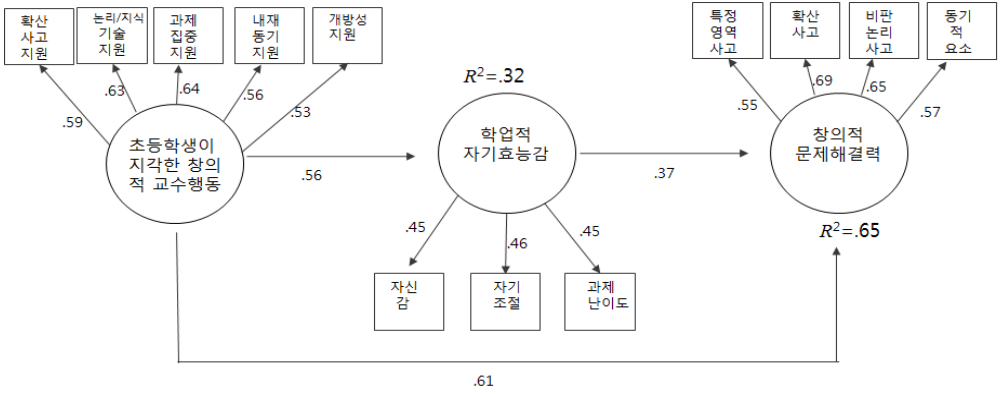 확산
사고
지원
논리/지식
기술
지원
과제
집중
지원
내재
동기
지원
개방성
지원
특정
영역
사고
확산
사고
비판
논리
사고
동기
적
요소
.59
.63
.64
.56
.53
R²=.32
.55
.69
.65
.57
초등학생이
지각한 창의
적 교수행동
.56
학업적
자기효능감
.37
창의적
문제해결력
R²=.65
.45
.46
.45
자신
감
자기
조절
과제
난이도
.61